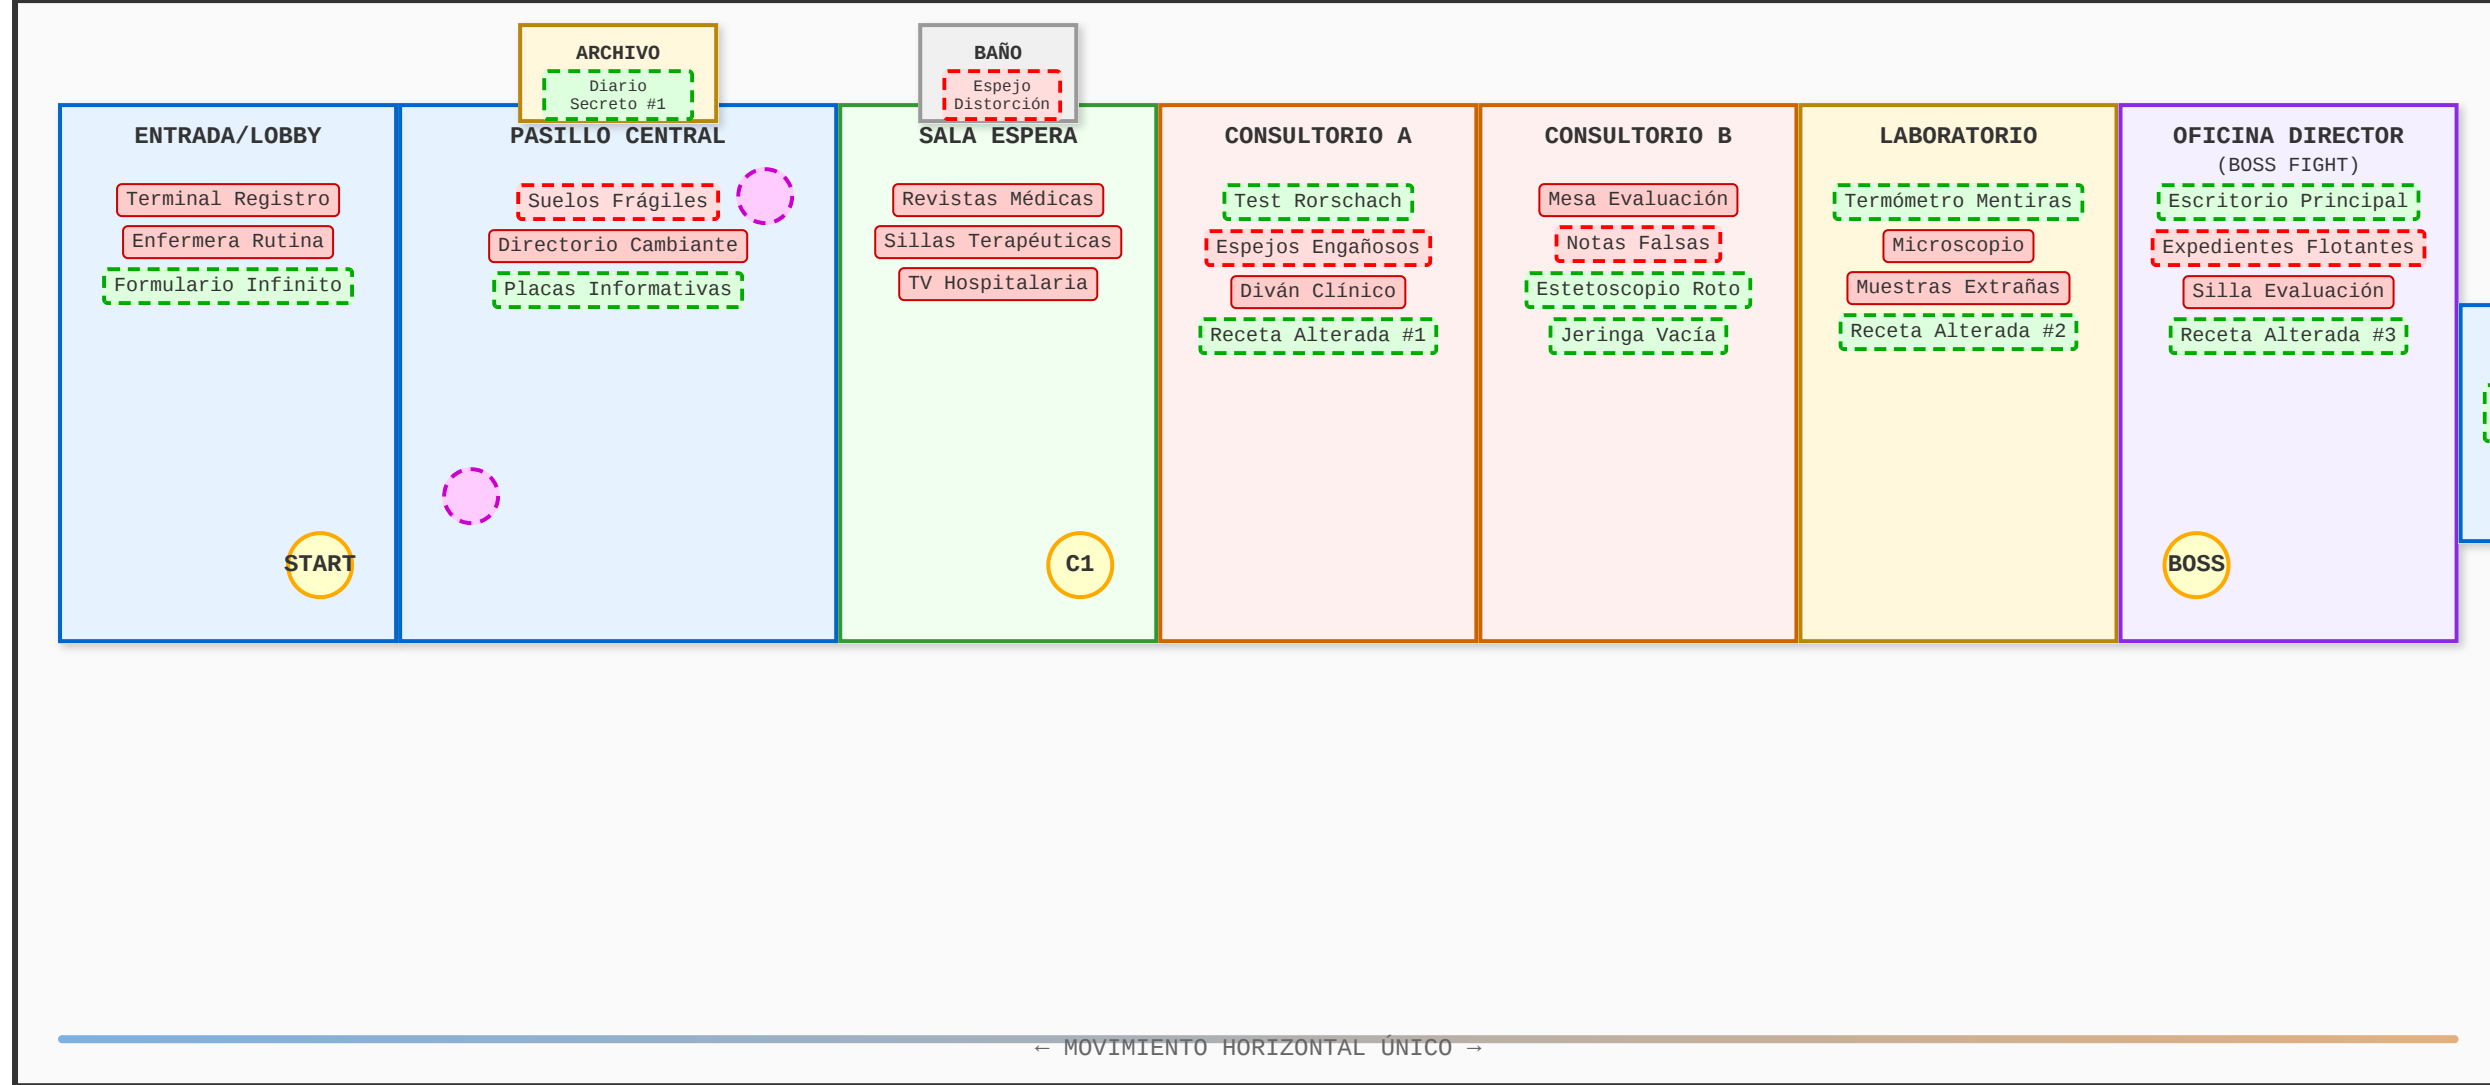 ARCHIVO
Diario
Secreto #1
BAÑO
Espejo
Distorción
ENTRADA/LOBBY
Terminal Registro
Enfermera Rutina
Formulario Infinito
START
PASILLO CENTRAL
Suelos Frágiles
Directorio Cambiante
Placas Informativas
SALA ESPERA
Revistas Médicas
Sillas Terapéuticas
TV Hospitalaria
C1
CONSULTORIO A
Test Rorschach
Espejos Engañosos
Diván Clínico
Receta Alterada #1
CONSULTORIO B
Mesa Evaluación
Notas Falsas
Estetoscopio Roto
Jeringa Vacía
LABORATORIO
Termómetro Mentiras
Microscopio
Muestras Extrañas
Receta Alterada #2
OFICINA DIRECTOR
(BOSS FIGHT)
Escritorio Principal
Expedientes Flotantes
Silla Evaluación
Receta Alterada #3
BOSS
← MOVIMIENTO HORIZONTAL ÚNICO →